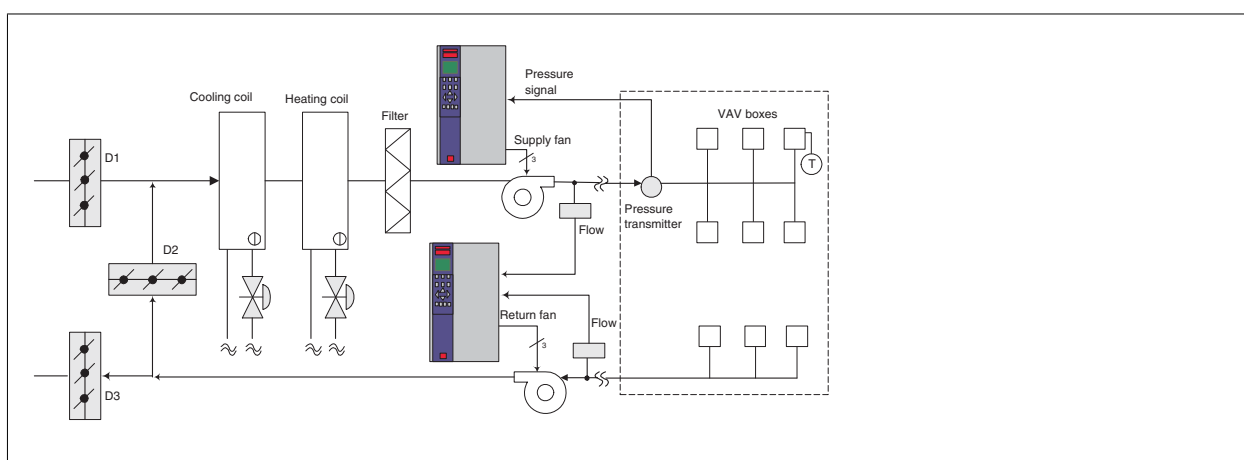 Cooling coil
Heating coil
Filter
Pressure
signal
VAV boxes
Supply fan
3
D1
T
Pressure
transmitter
Flow
D2
Return fan
3
Flow
D3